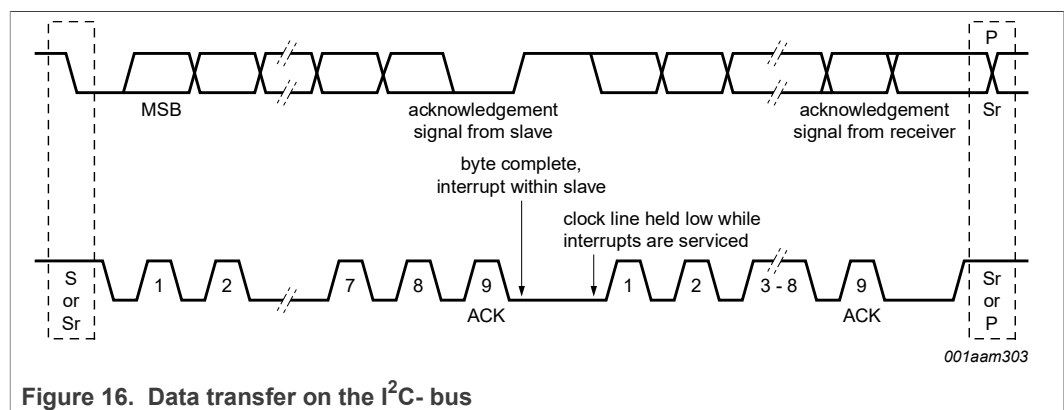 P
MSB
acknowledgement
signal from slave
acknowledgement
signal from receiver
Sr
byte complete,
interrupt within slave
clock line held low while
interrupts are serviced
S
or
Sr
1
2
7
8
9
1
2
3 - 8
9
ACK
ACK
Sr
or
P
001aam303
Figure 16. Data transfer on the I²C- bus